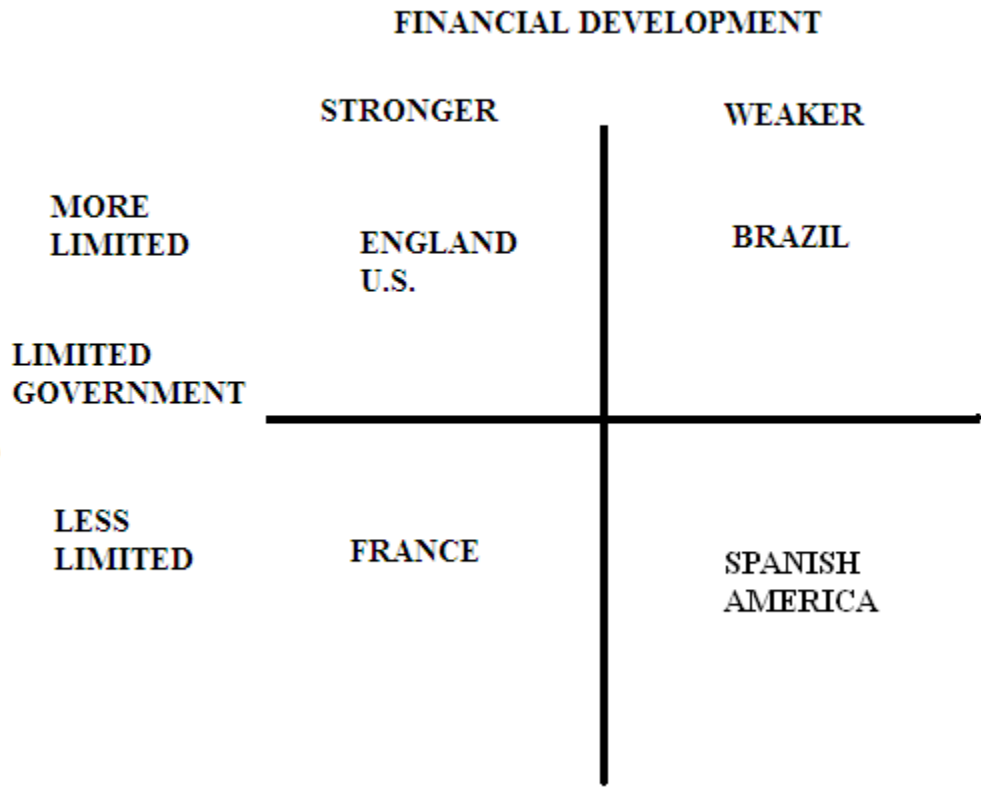 FINANCIAL DEVELOPMENT
STRONGER
WEAKER
MORE
LIMITED
ENGLAND
U.S.
BRAZIL
LIMITED
GOVERNMENT
LESS
LIMITED
FRANCE
SPANISH
AMERICA